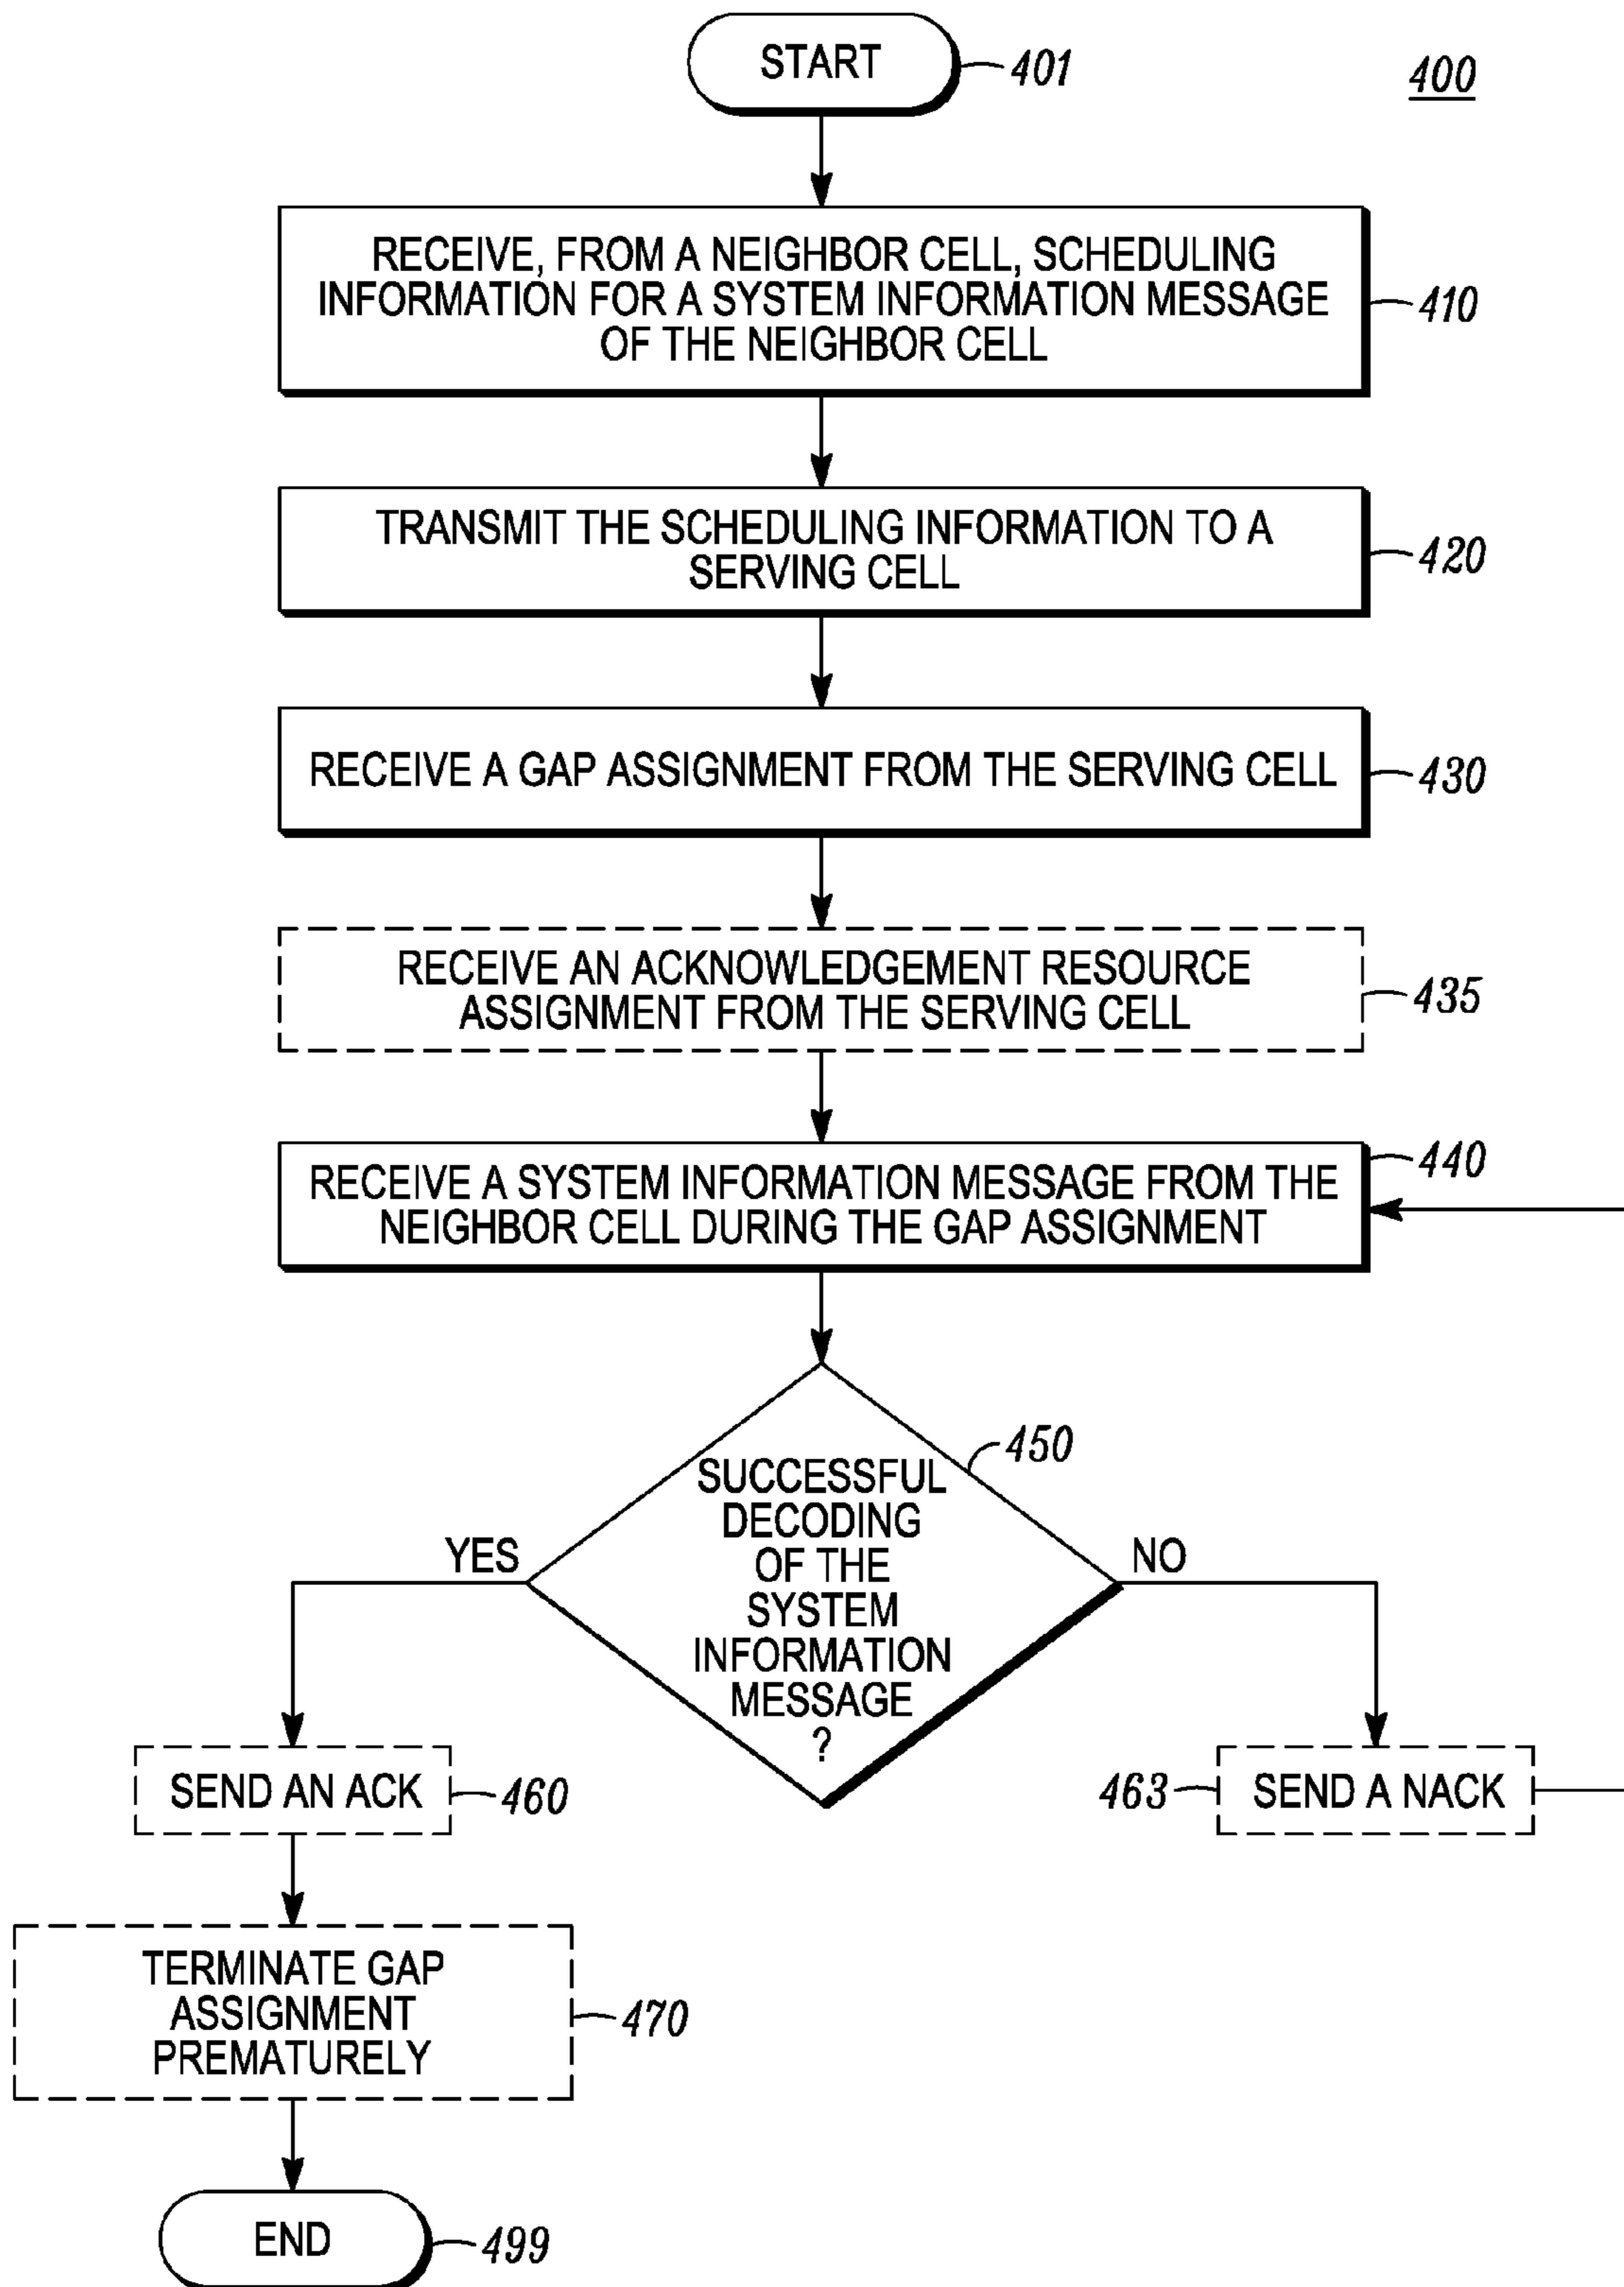 START
401
400
RECEIVE, FROM A NEIGHBOR CELL, SCHEDULING
INFORMATION FOR A SYSTEM INFORMATION MESSAGE
OF THE NEIGHBOR CELL
410
TRANSMIT THE SCHEDULING INFORMATION TO A
SERVING CELL
420
RECEIVE A GAP ASSIGNMENT FROM THE SERVING CELL
430
RECEIVE AN ACKNOWLEDGEMENT RESOURCE
ASSIGNMENT FROM THE SERVING CELL
435
RECEIVE A SYSTEM INFORMATION MESSAGE FROM THE
NEIGHBOR CELL DURING THE GAP ASSIGNMENT
440
SUCCESSFUL
DECODING
OF THE
SYSTEM
INFORMATION
MESSAGE
?
450
YES
NO
SEND AN ACK
460
463
SEND A NACK
TERMINATE GAP
ASSIGNMENT
PREMATURELY
470
END
499